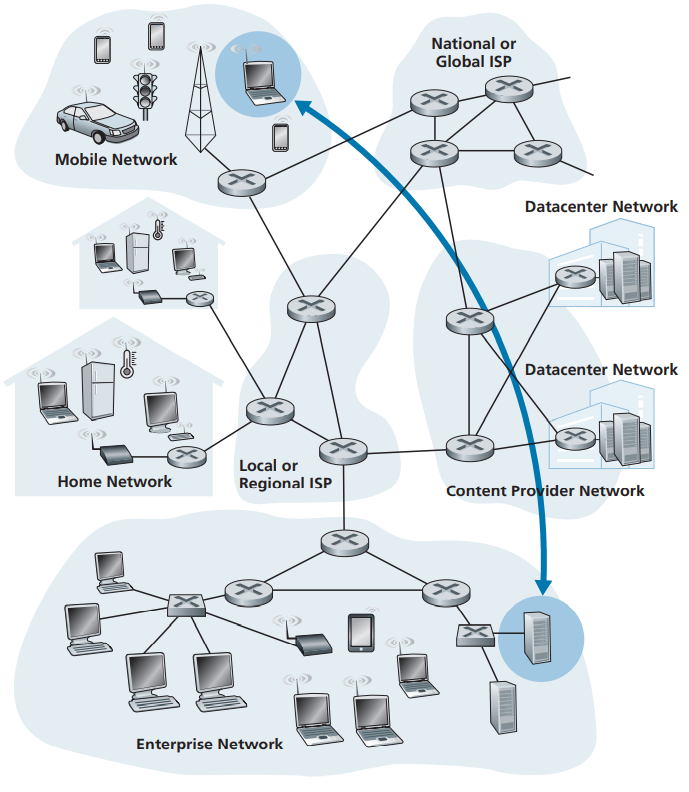 National or
Global ISP
Mobile Network
Datacenter Network
Datacenter Network
Home Network
Local or
Regional ISP
Content Provider Network
Enterprise Network